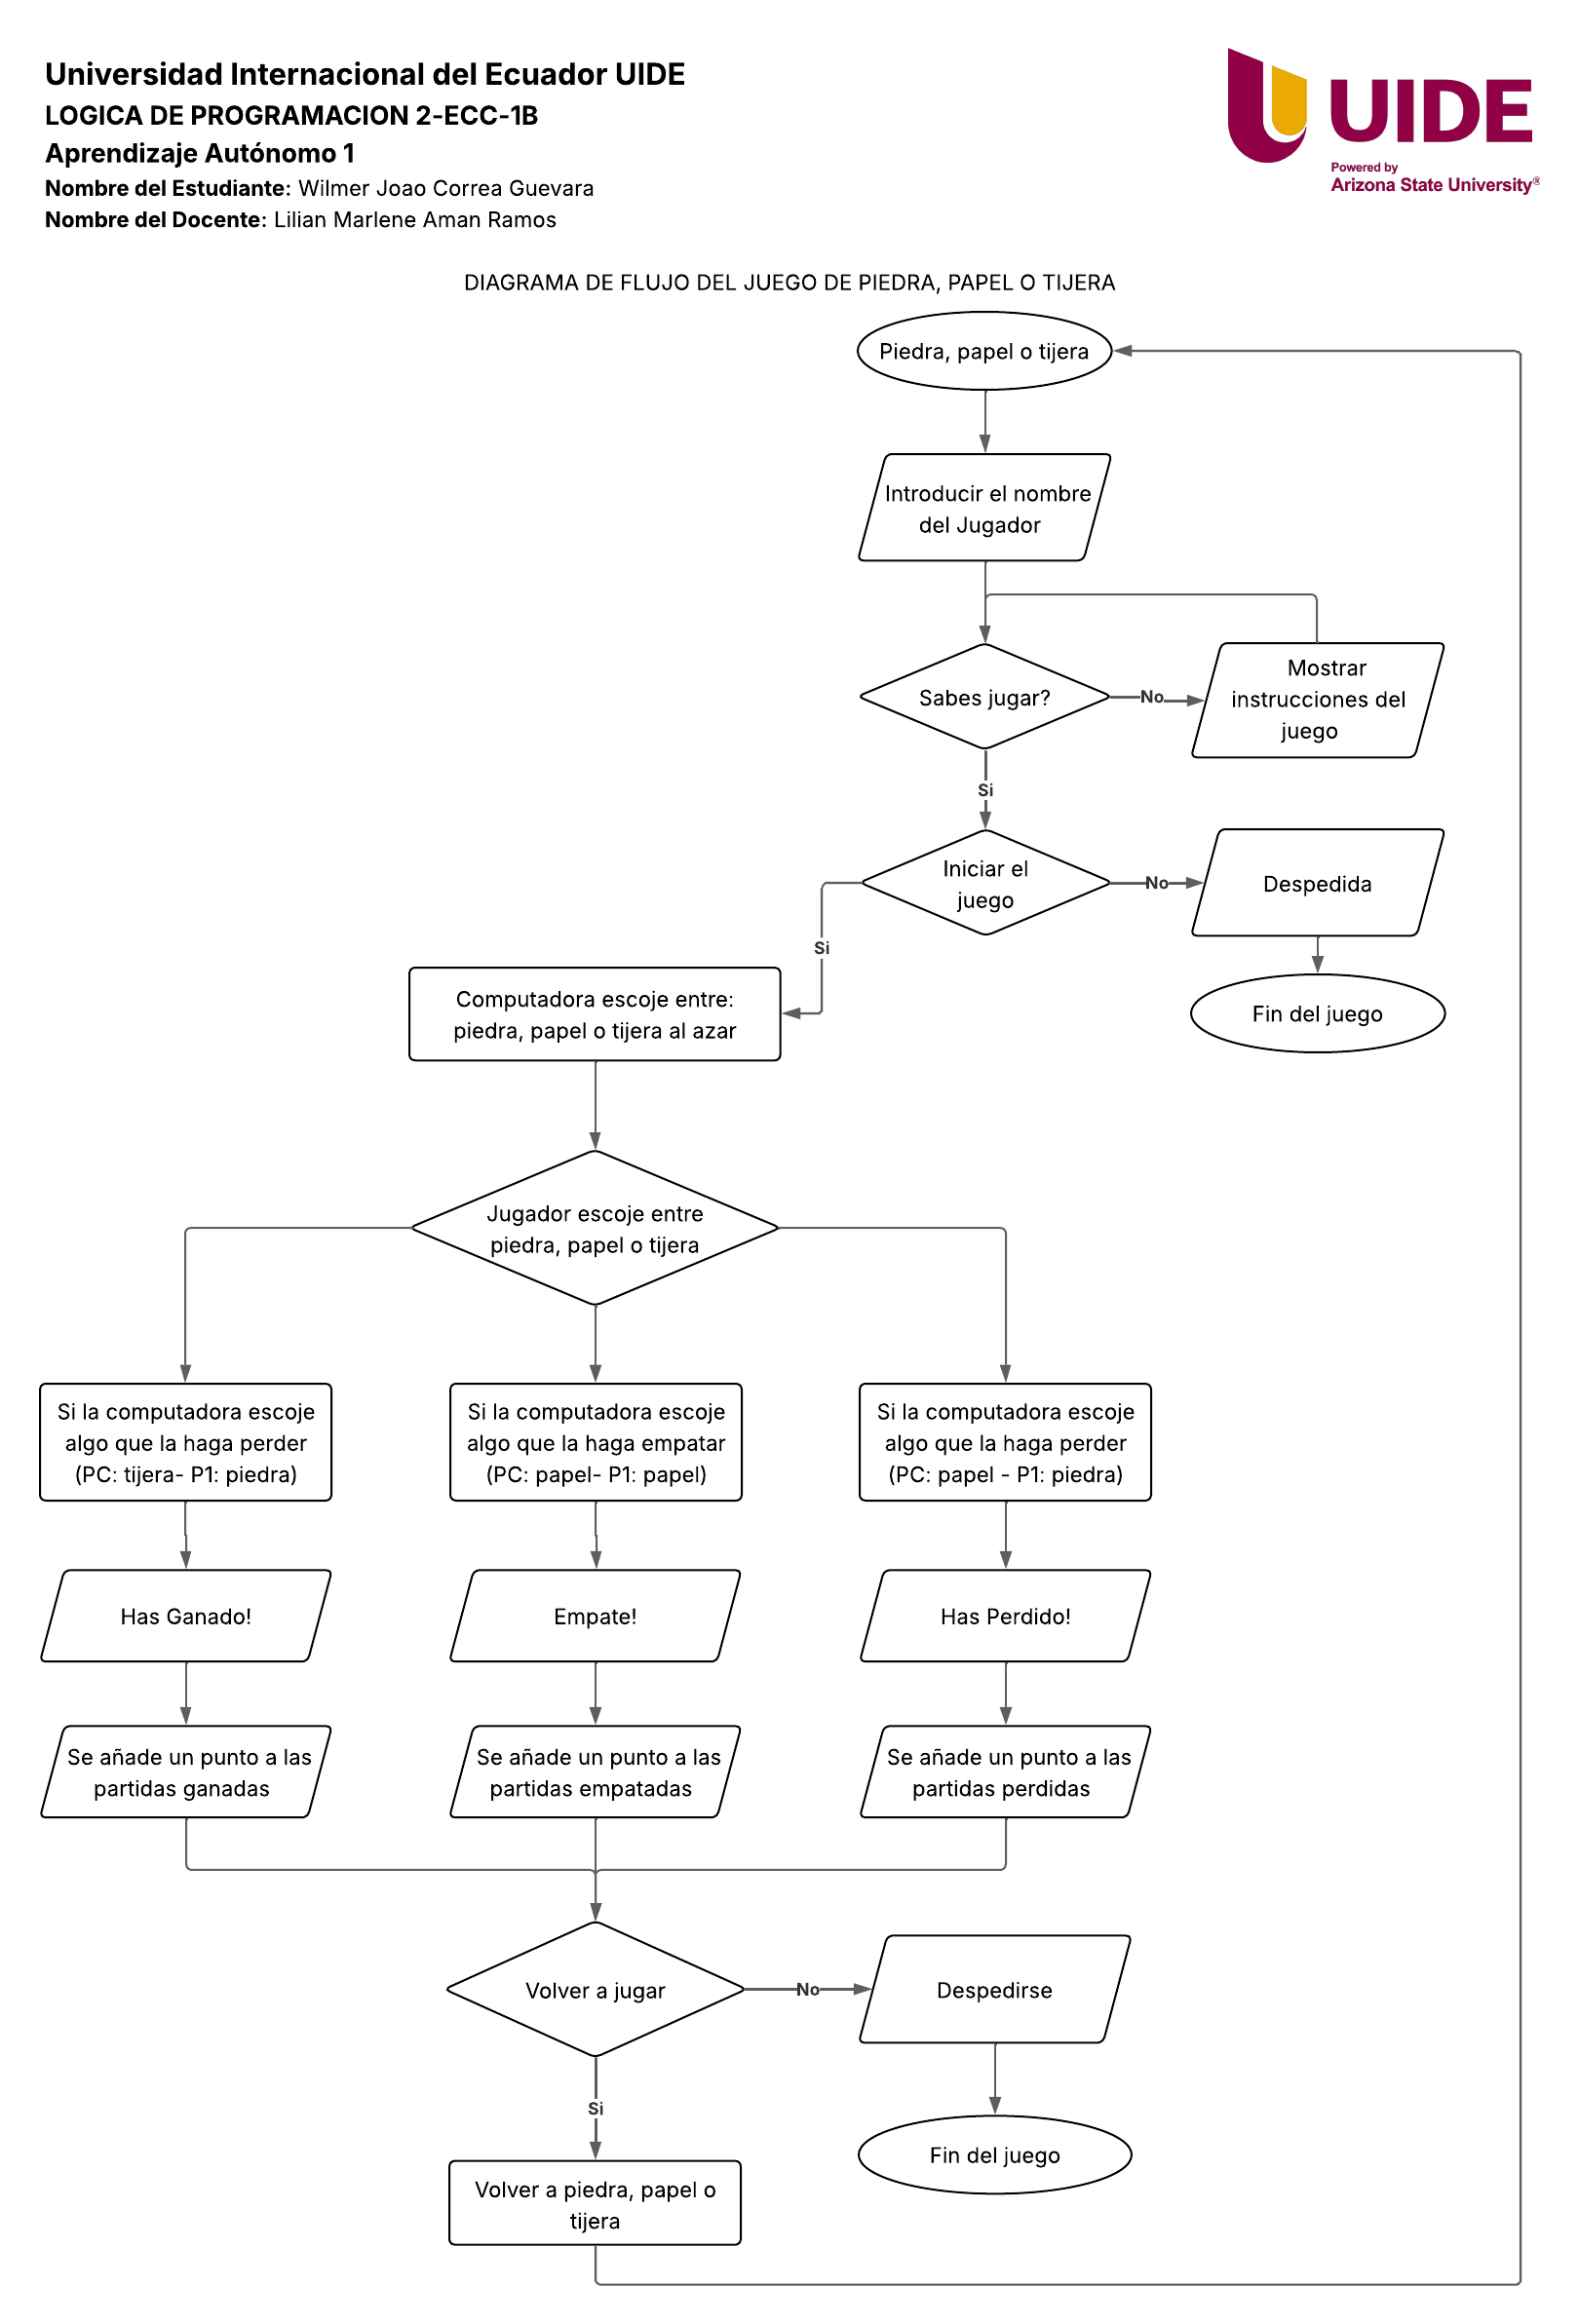 Universidad Internacional del Ecuador UIDE
LOGICA DE PROGRAMACION 2-ECC-1B
Aprendizaje Autónomo 1
Nombre del Estudiante: Wilmer Joao Correa Guevara
Nombre del Docente: Lilian Marlene Aman Ramos
UIDE
Powered by
Arizona State University®
DIAGRAMA DE FLUJO DEL JUEGO DE PIEDRA, PAPEL O TIJERA
Piedra, papel o tijera
Introducir el nombre
del Jugador
Sabes jugar?
No
Mostrar
instrucciones del
juego
Si
Iniciar el
juego
No
Despedida
Fin del juego
Si
Computadora escoje entre:
piedra, papel o tijera al azar
Jugador escoje entre
piedra, papel o tijera
Si la computadora escoje
algo que la haga perder
(PC: tijera- P1: piedra)
Si la computadora escoje
algo que la haga empatar
(PC: papel- P1: papel)
Si la computadora escoje
algo que la haga perder
(PC: papel - P1: piedra)
Has Ganado!
Empate!
Has Perdido!
Se añade un punto a las
partidas ganadas
Se añade un punto a las
partidas empatadas
Se añade un punto a las
partidas perdidas
Volver a jugar
No
Despedirse
Si
Fin del juego
Volver a piedra, papel o
tijera